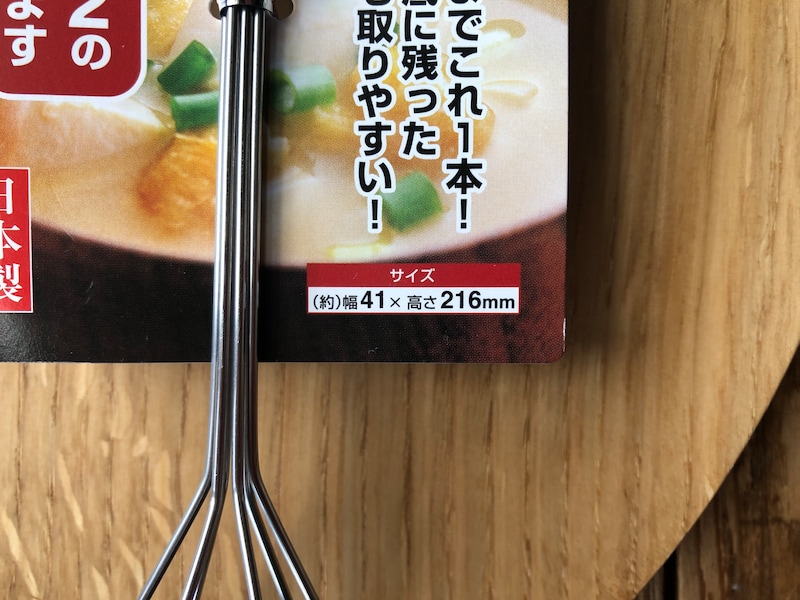 2の
ます
でこれ1本!
に残った
取りやすい!
日本製
サイズ
(約)幅41×高さ216mm